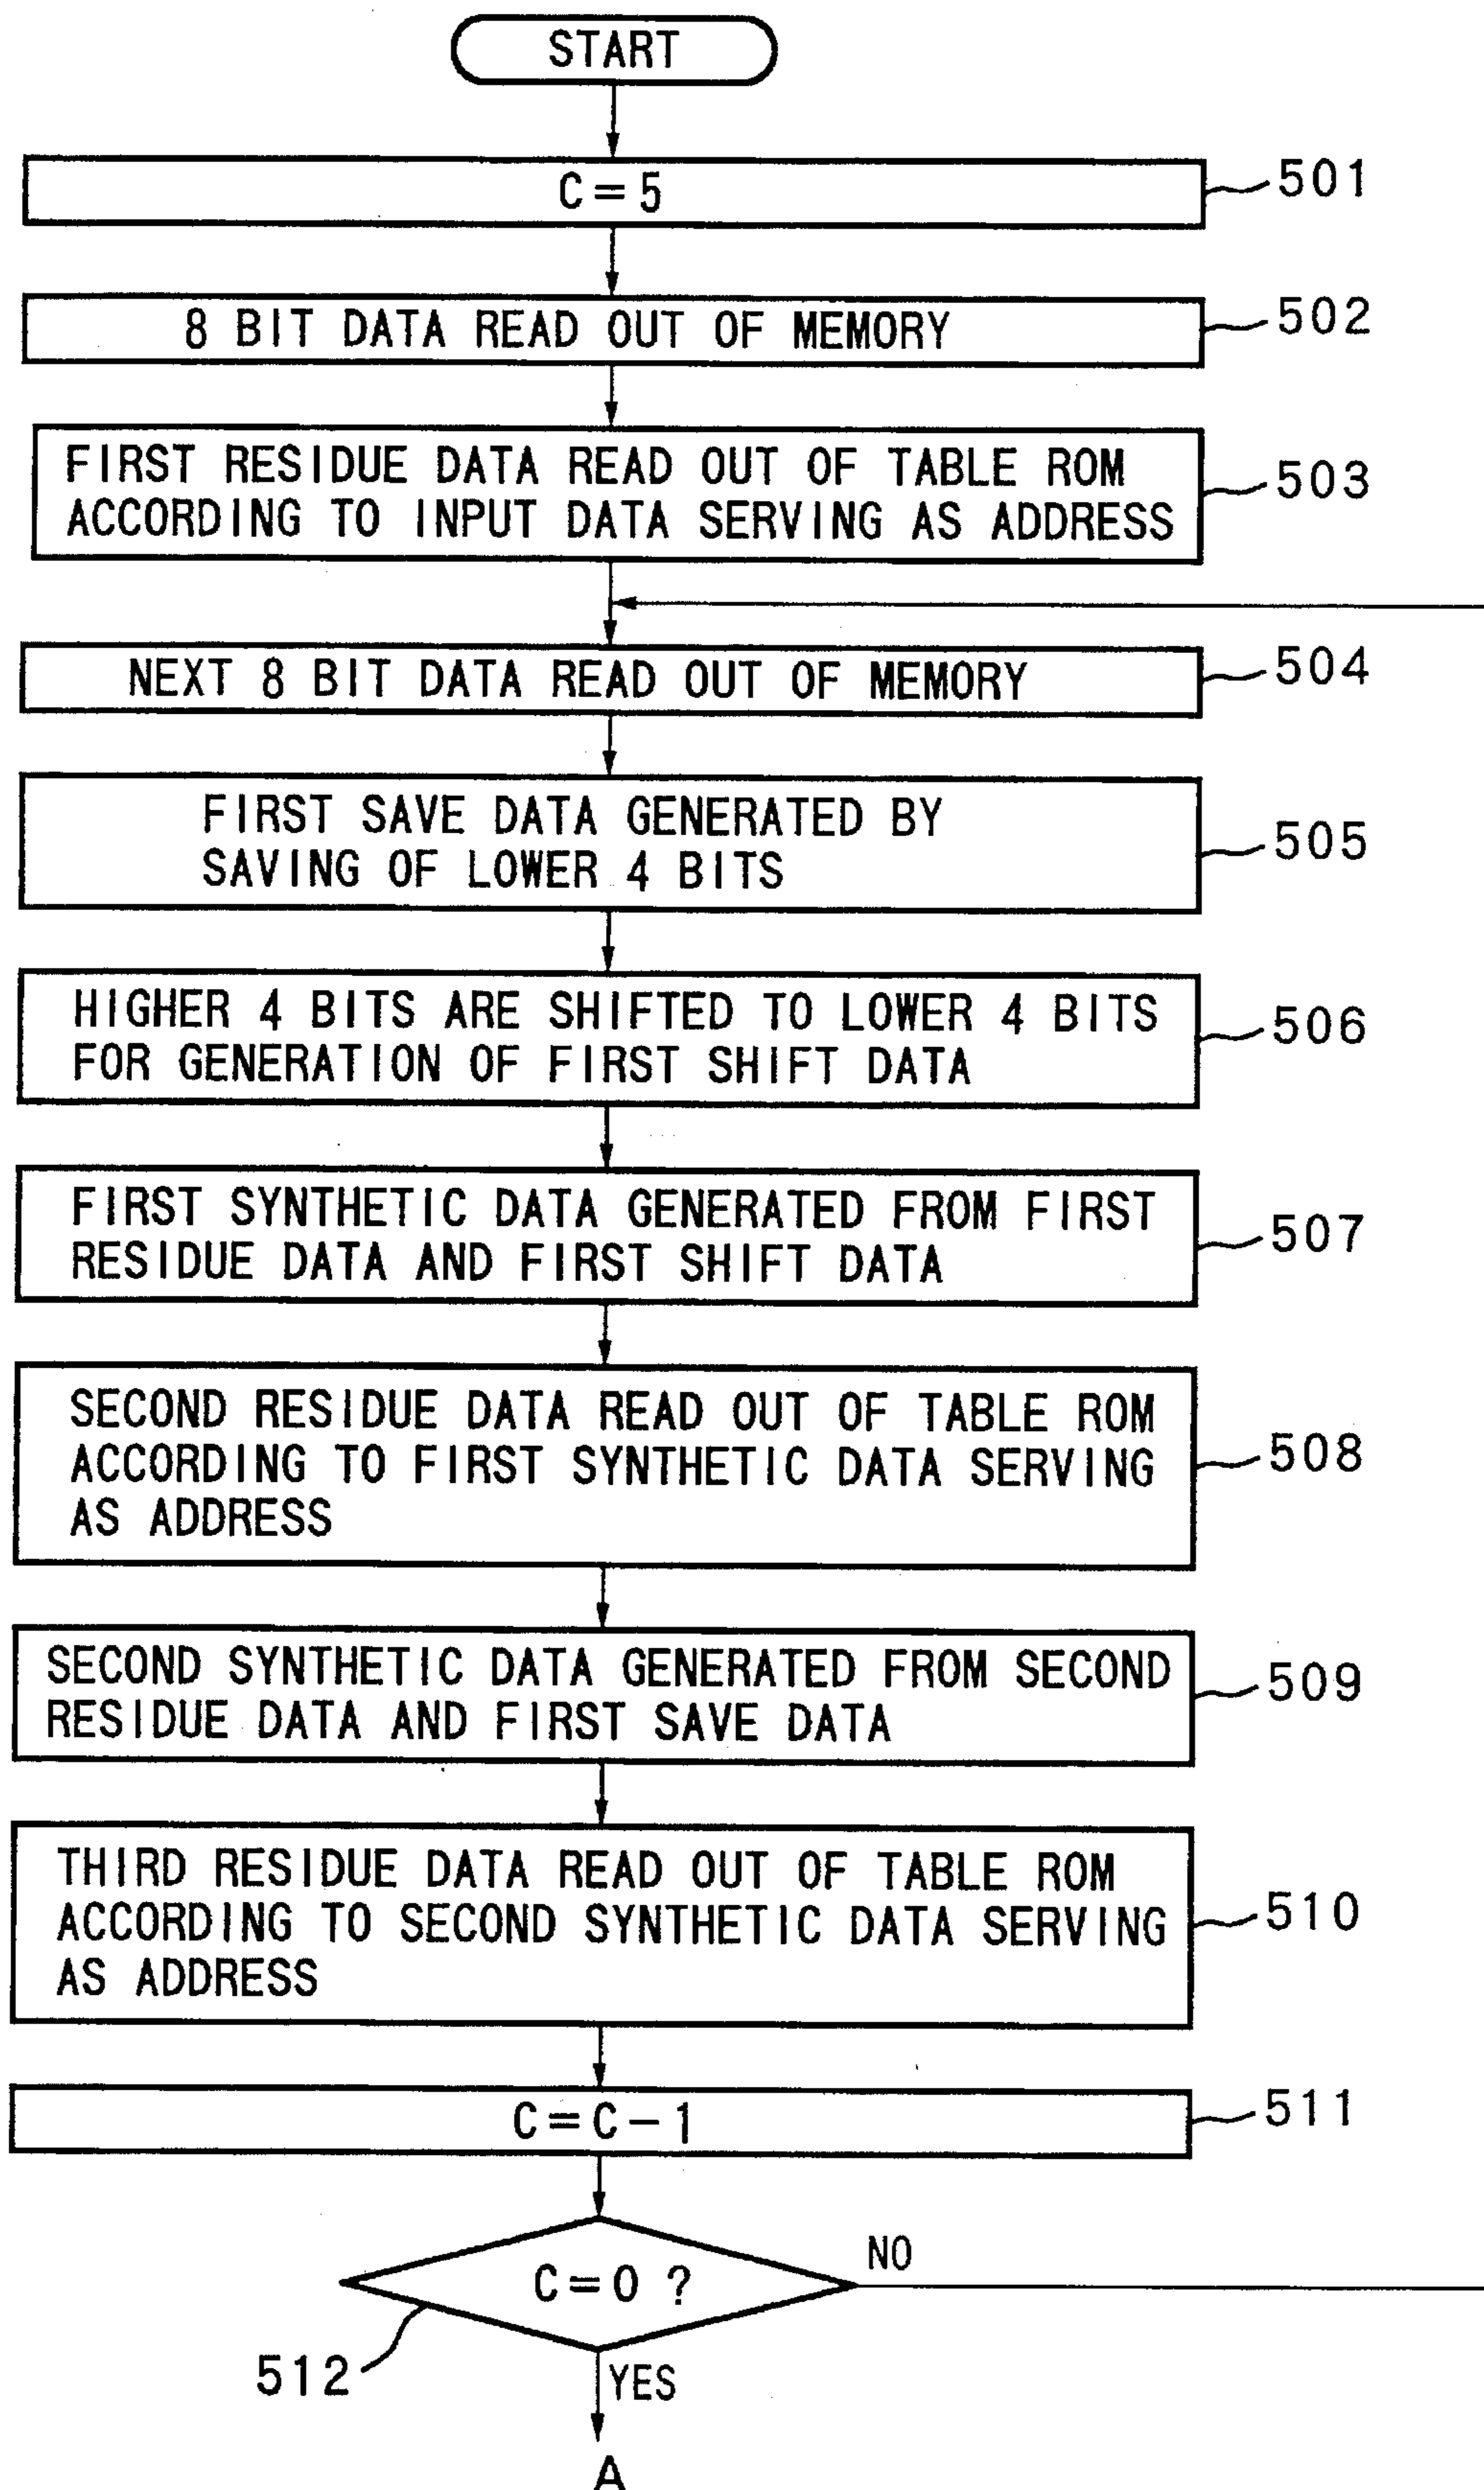 START
C=5
501
8 BIT DATA READ OUT OF MEMORY
502
FIRST RESIDUE DATA READ OUT OF TABLE ROM
ACCORDING TO INPUT DATA SERVING AS ADDRESS
503
NEXT 8 BIT DATA READ OUT OF MEMORY
504
FIRST SAVE DATA GENERATED BY
SAVING OF LOWER 4 BITS
505
HIGHER 4 BITS ARE SHIFTED TO LOWER 4 BITS
FOR GENERATION OF FIRST SHIFT DATA
506
FIRST SYNTHETIC DATA GENERATED FROM FIRST
RESIDUE DATA AND FIRST SHIFT DATA
507
SECOND RESIDUE DATA READ OUT OF TABLE ROM
ACCORDING TO FIRST SYNTHETIC DATA SERVING
AS ADDRESS
508
SECOND SYNTHETIC DATA GENERATED FROM SECOND
RESIDUE DATA AND FIRST SAVE DATA
509
THIRD RESIDUE DATA READ OUT OF TABLE ROM
ACCORDING TO SECOND SYNTHETIC DATA SERVING
AS ADDRESS
510
C=C-1
511
C=0 ?
NO
512
YES
A